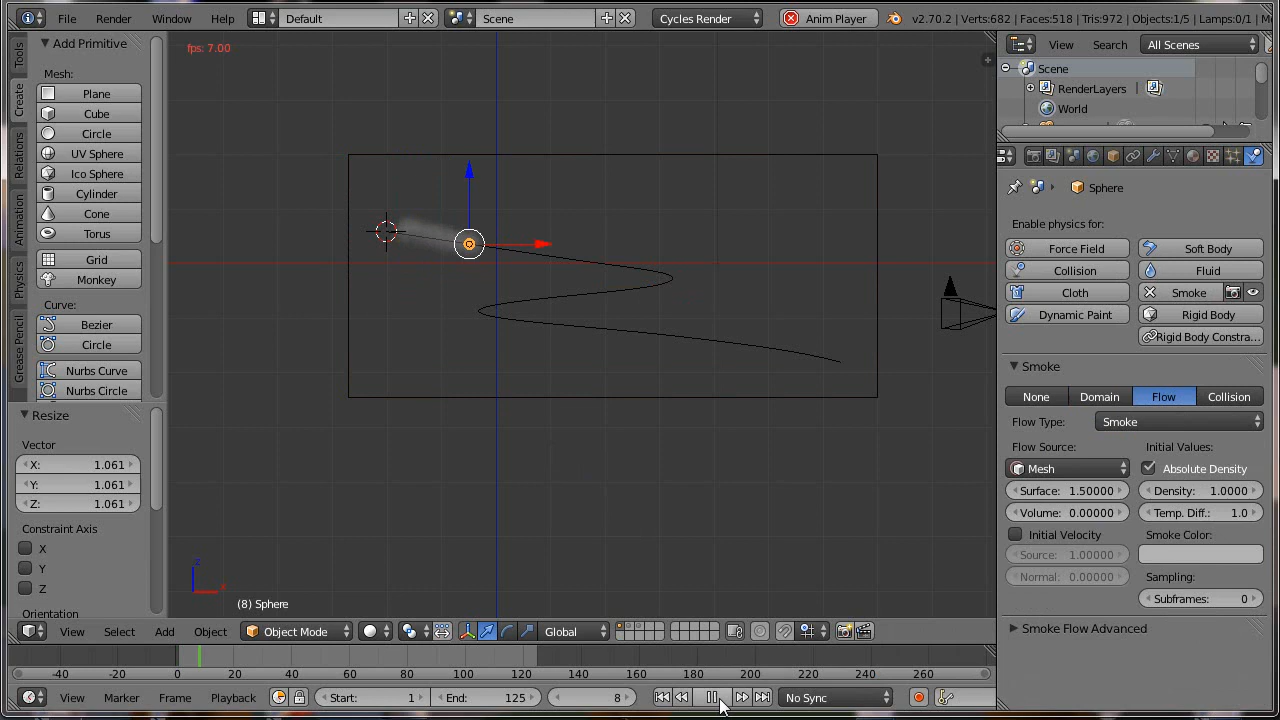 File Render Window Help Default Scene Cycles Render Anim Player v2.70.2 | Verts:682 | Faces:518 | Tris:972 | Objects:1/5 | Lamps:0/1 |
fps: 7.00
Tools
Create
Relations
Animation
Physics
Grease Pencil
Add Primitive
Mesh:
Plane
Cube
Circle
UV Sphere
Ico Sphere
Cylinder
Cone
Torus
Grid
Monkey
Curve:
Bezier
Circle
Nurbs Curve
Nurbs Circle
Resize
Vector
X: 1.061
Y: 1.061
Z: 1.061
Constraint Axis
X
Y
Z
Orientation
z
x
(8) Sphere
View Select Add Object Object Mode Global
-40 -20 0 20 40 60 80 100 120 140 160 180 200 220 240 260
View Marker Frame Playback Start: 1 End: 125 8 No Sync
View Search All Scenes
Scene
RenderLayers |
World
Sphere
Enable physics for:
Force Field Soft Body
Collision Fluid
Cloth Smoke
Dynamic Paint Rigid Body
Rigid Body Constra...
Smoke
None Domain Flow Collision
Flow Type: Smoke
Flow Source: Initial Values:
Mesh Absolute Density
Surface: 1.50000 Density: 1.0000
Volume: 0.00000 Temp. Diff.: 1.0
Initial Velocity Smoke Color:
Source: 1.00000
Normal: 0.00000 Sampling:
Subframes: 0
Smoke Flow Advanced